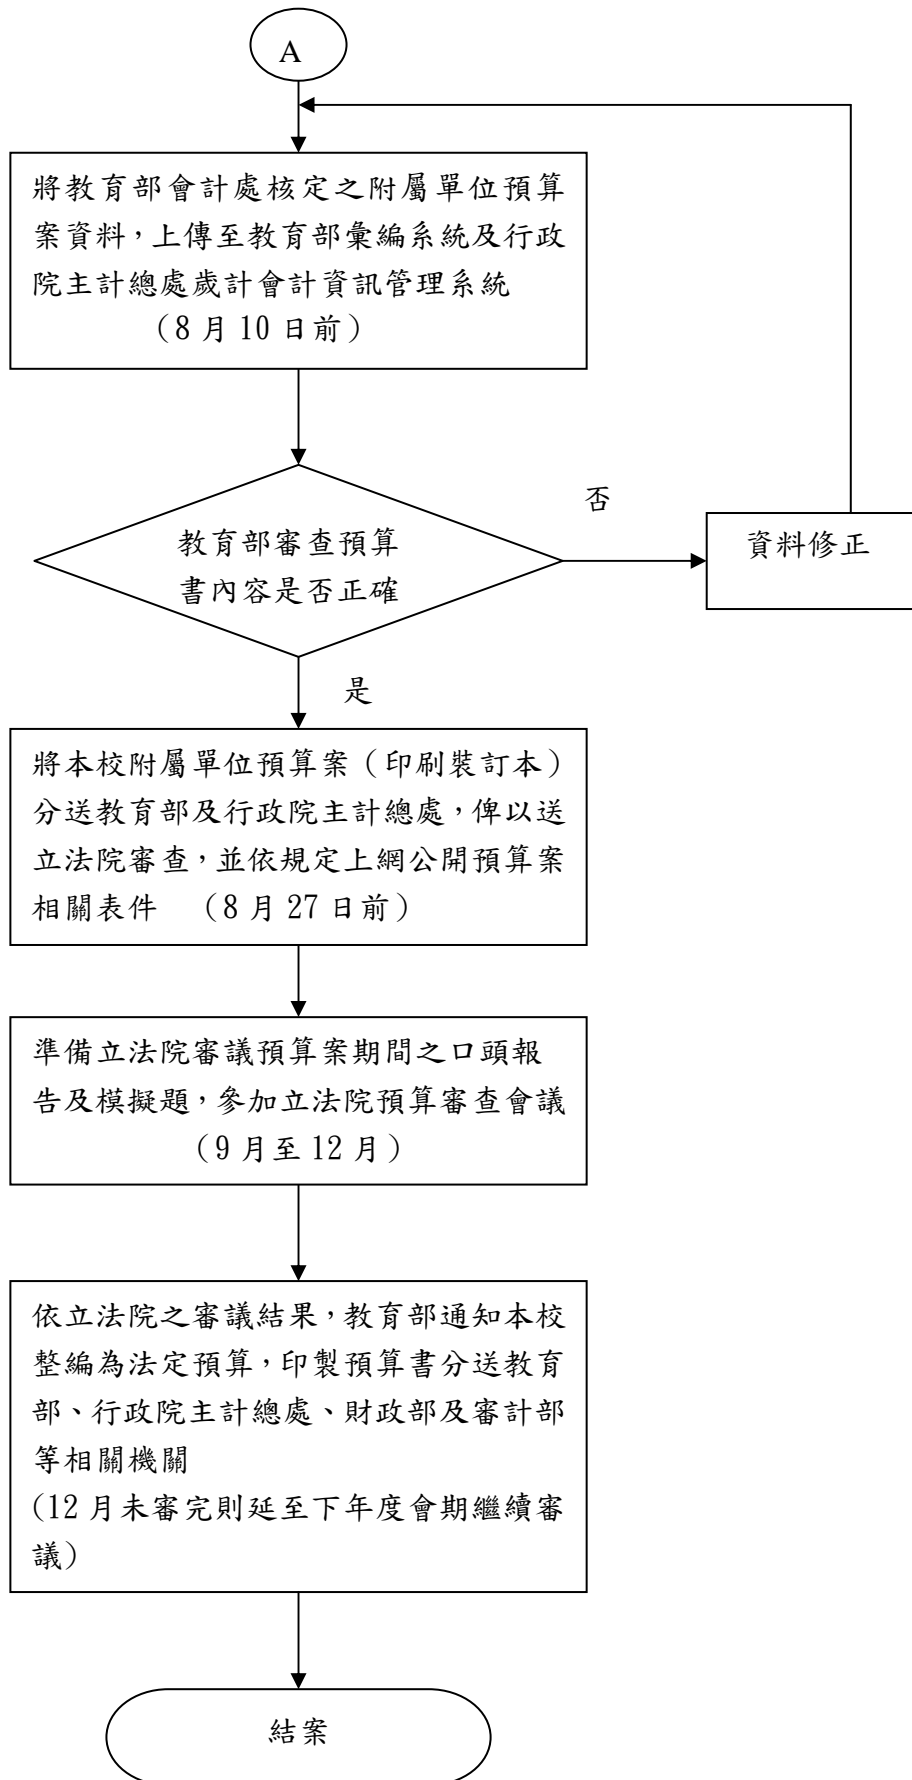 A
將教育部會計處核定之附屬單位預算
案資料，上傳至教育部彙編系統及行政
院主計總處歲計會計資訊管理系統
（8月10日前）
教育部審查預算
書內容是否正確
否
資料修正
是
將本校附屬單位預算案（印刷裝訂本）
分送教育部及行政院主計總處，俾以送
立法院審查，並依規定上網公開預算案
相關表件　（8月27日前）
準備立法院審議預算案期間之口頭報
告及模擬題，參加立法院預算審查會議
（9月至12月）
依立法院之審議結果，教育部通知本校
整編為法定預算，印製預算書分送教育
部、行政院主計總處、財政部及審計部
等相關機關
(12月未審完則延至下年度會期繼續審
議)
結案